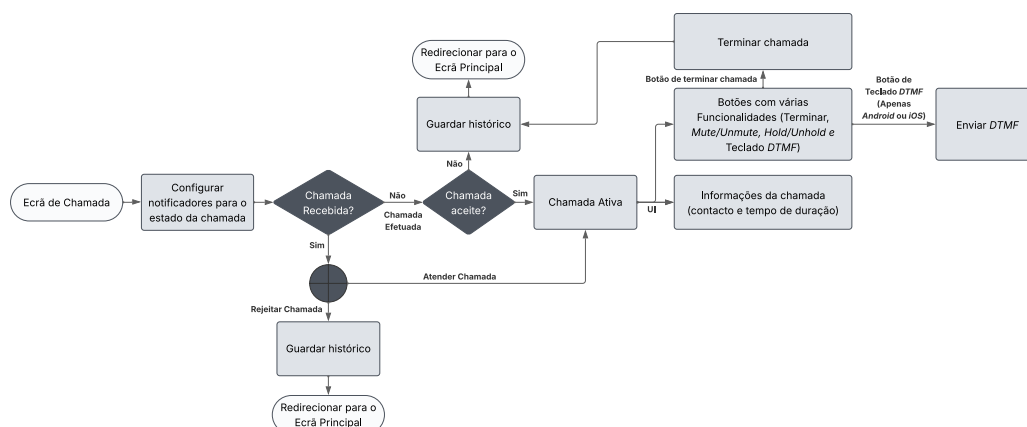 Redirecionar para o
Ecrã Principal
Terminar chamada
Botão de terminar chamada
Botão de
Teclado DTMF
(Apenas
Android ou iOS)
Guardar histórico
Botões com várias
Funcionalidades (Terminar,
Mute/Unmute, Hold/Unhold e
Teclado DTMF)
Enviar DTMF
Não
Ecrã de Chamada
Configurar
notificadores para o
estado da chamada
Chamada
Recebida?
Não
Chamada
Efetuada
Chamada
aceite?
Sim
Chamada Ativa
UI
Informações da chamada
(contacto e tempo de duração)
Sim
Atender Chamada
Rejeitar Chamada
Guardar histórico
Redirecionar para o
Ecrã Principal